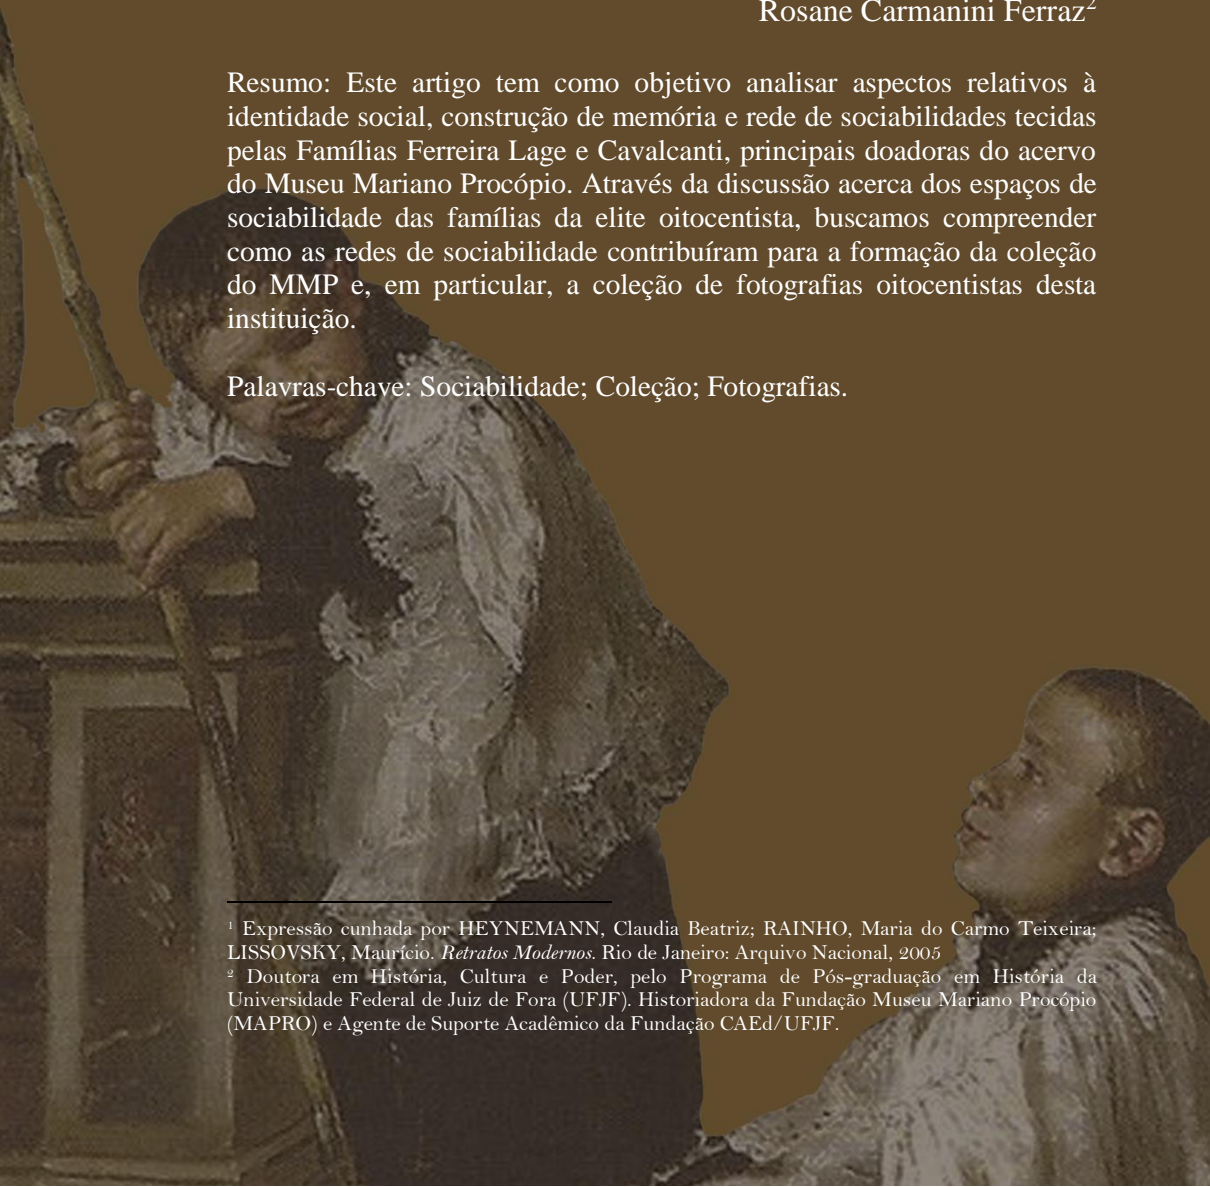 Rosane Carmanini Ferraz²
Resumo: Este artigo tem como objetivo analisar aspectos relativos à
identidade social, construção de memória e rede de sociabilidades tecidas
pelas Famílias Ferreira Lage e Cavalcanti, principais doadoras do acervo
do Museu Mariano Procópio. Através da discussão acerca dos espaços de
sociabilidade das famílias da elite oitocentista, buscamos compreender
como as redes de sociabilidade contribuíram para a formação da coleção
do MMP e, em particular, a coleção de fotografias oitocentistas desta
instituição.
Palavras-chave: Sociabilidade; Coleção; Fotografias.
¹ Expressão cunhada por HEYNEMANN, Claudia Beatriz; RAINHO, Maria do Carmo Teixeira;
LISSOVSKY, Maurício. Retratos Modernos. Rio de Janeiro: Arquivo Nacional, 2005
² Doutora em História, Cultura e Poder, pelo Programa de Pós-graduação em História da
Universidade Federal de Juiz de Fora (UFJF). Historiadora da Fundação Museu Mariano Procópio
(MAPRO) e Agente de Suporte Acadêmico da Fundação CAEd/UFJF.